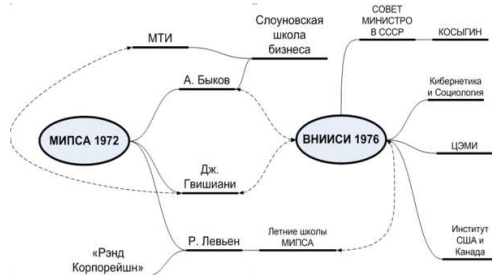 СОВЕТ
МИНИСТРО
В СССР
КОСЫГИН
Слоуновская
школа
бизнеса
МТИ
А. Быков
Кибернетика
и Социология
МИПСА 1972
ВНИИСИ 1976
ЦЭМИ
Дж.
Гвишиани
Р. Левьен
Летние школы
МИПСА
Институт
США и
Канада
«Рэнд
Корпорейшн»